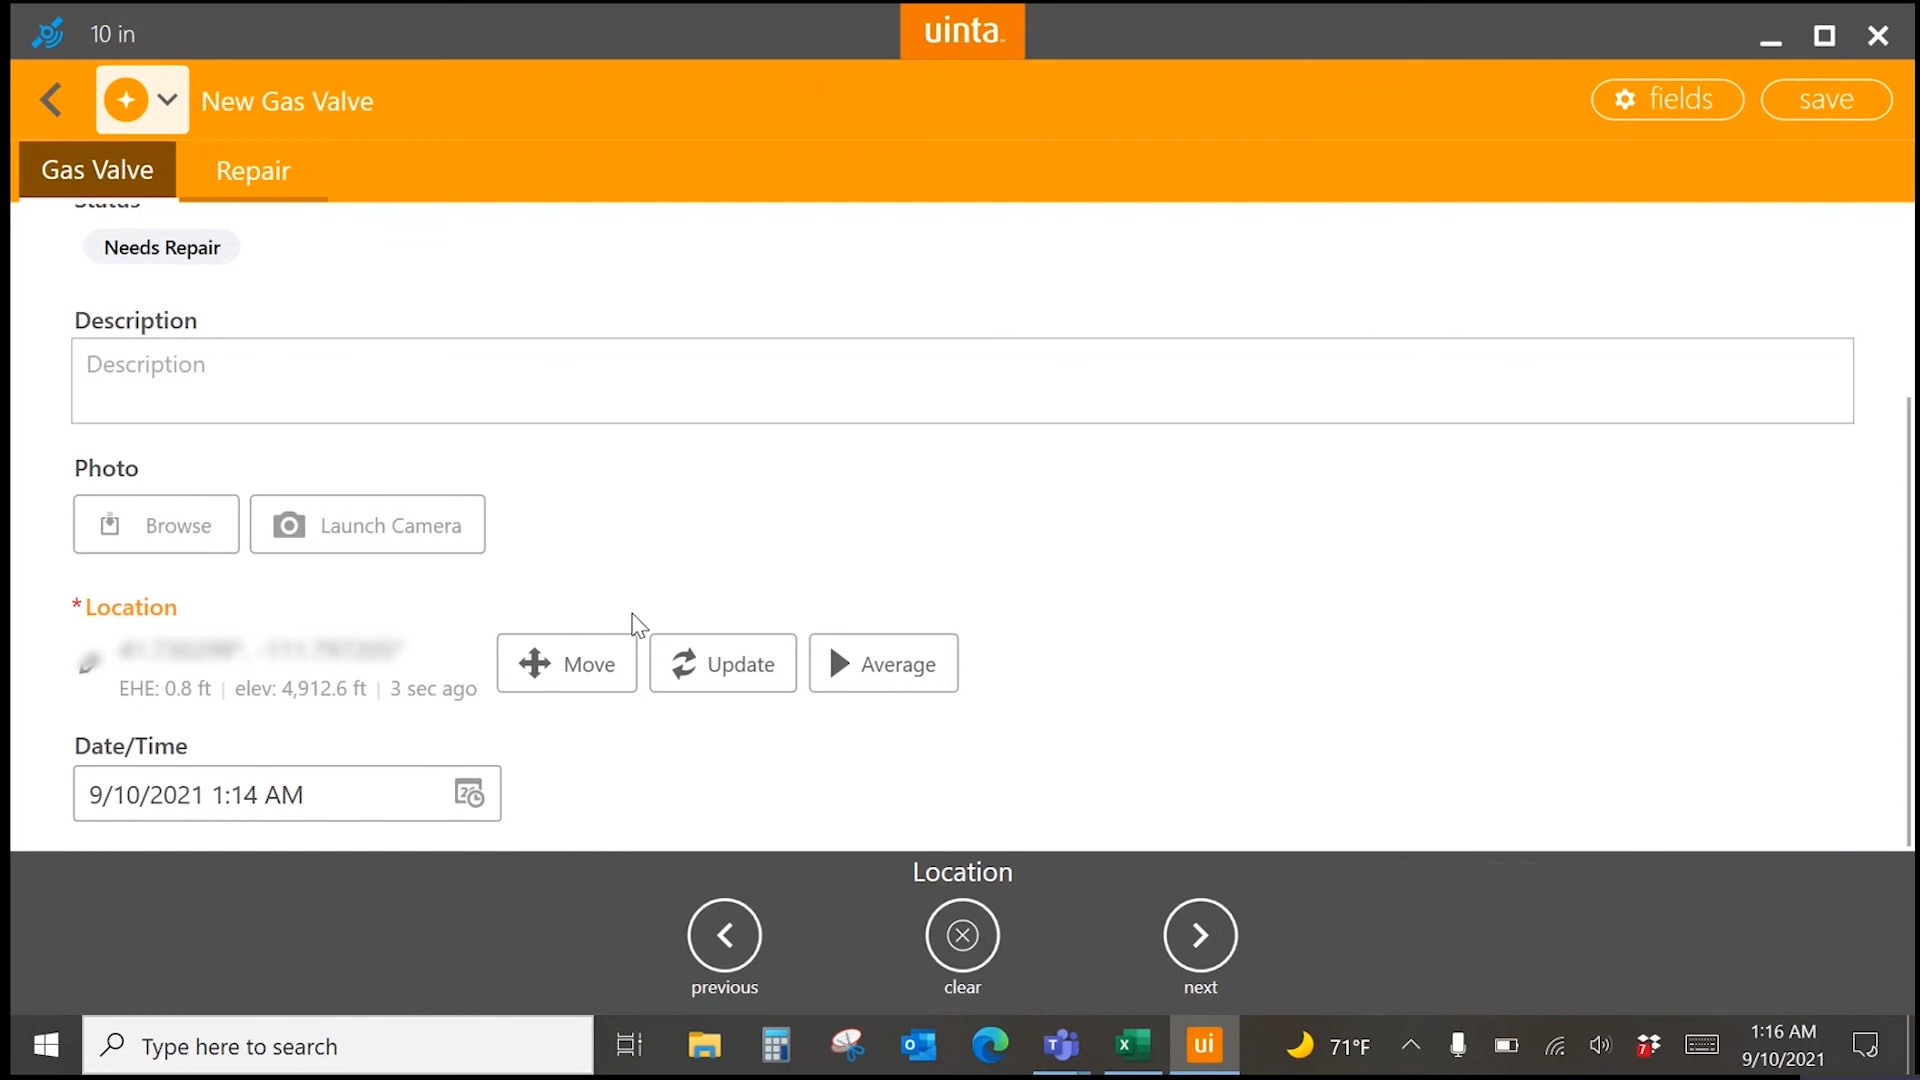 10 in
uinta
New Gas Valve
fields
save
Gas Valve
Repair
Status
Needs Repair
Description
Description
Photo
Browse
Launch Camera
*Location
Move
Update
Average
EHE: 0.8 ft | elev: 4,912.6 ft | 3 sec ago
Date/Time
9/10/2021 1:14 AM
Location
previous
clear
next
Type here to search
ui
71°F
7
1:16 AM
9/10/2021